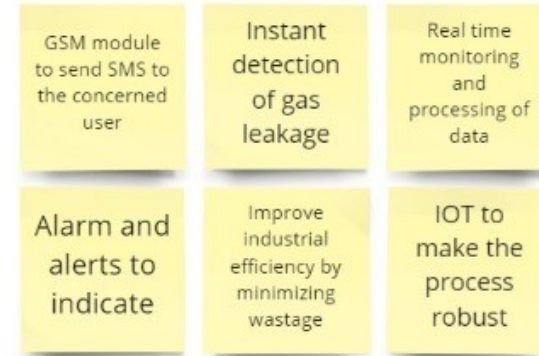 GSM module
to send SMS to
the concerned
user
Instant
detection
of gas
leakage
Real time
monitoring
and
processing of
data
Alarm and
alerts to
indicate
Improve
industrial
efficiency by
minimizing
wastage
IOT to
make the
process
robust